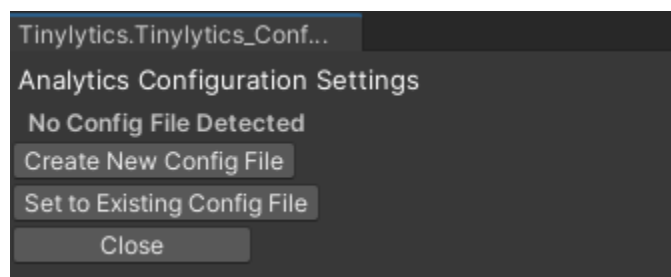 Tinylytics.Tinylytics_Conf...
Analytics Configuration Settings
No Config File Detected
Create New Config File
Set to Existing Config File
Close